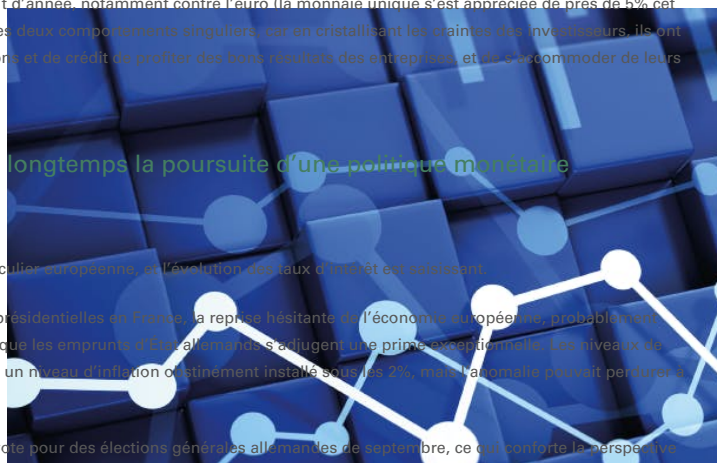 t d'année, notamment contre l'euro (la monnaie unique s'est appréciée de près de 5% cet
es deux comportements singuliers, car en cristallisant les craintes des investisseurs, ils ont
ns et de crédit de profiter des bons résultats des entreprises, et de s'accommoder de leurs
longtemps la poursuite d'une politique monétaire
culier européenne, et l'évolution des taux d'intérêt est saisissant.
présidentielles en France, la reprise hésitante de l'économie européenne, probablement
que les emprunts d'État allemands s'adjugent une prime exceptionnelle. Les niveaux de
un niveau d'inflation obstinément installé sous les 2%, mais l'anomalie pouvait perdurer a
ote pour des élections générales allemandes de septembre, ce qui conforte la perspective